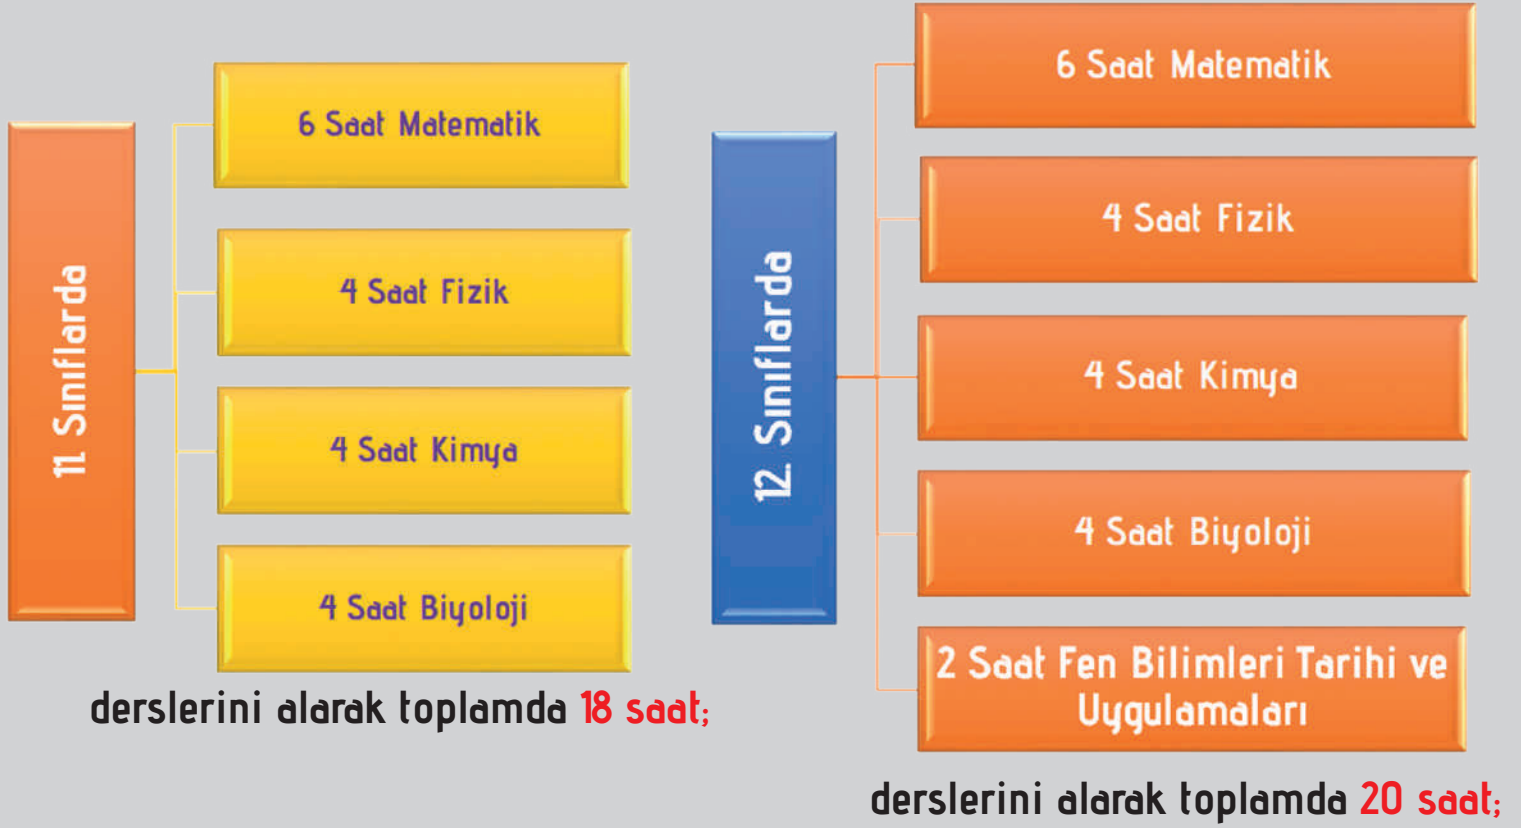 11. Sınıflarda
6 Saat Matematik
4 Saat Fizik
4 Saat Kimya
4 Saat Biyoloji
derslerini alarak toplamda 18 saat;
12. Sınıflarda
6 Saat Matematik
4 Saat Fizik
4 Saat Kimya
4 Saat Biyoloji
2 Saat Fen Bilimleri Tarihi ve
Uygulamaları
derslerini alarak toplamda 20 saat;